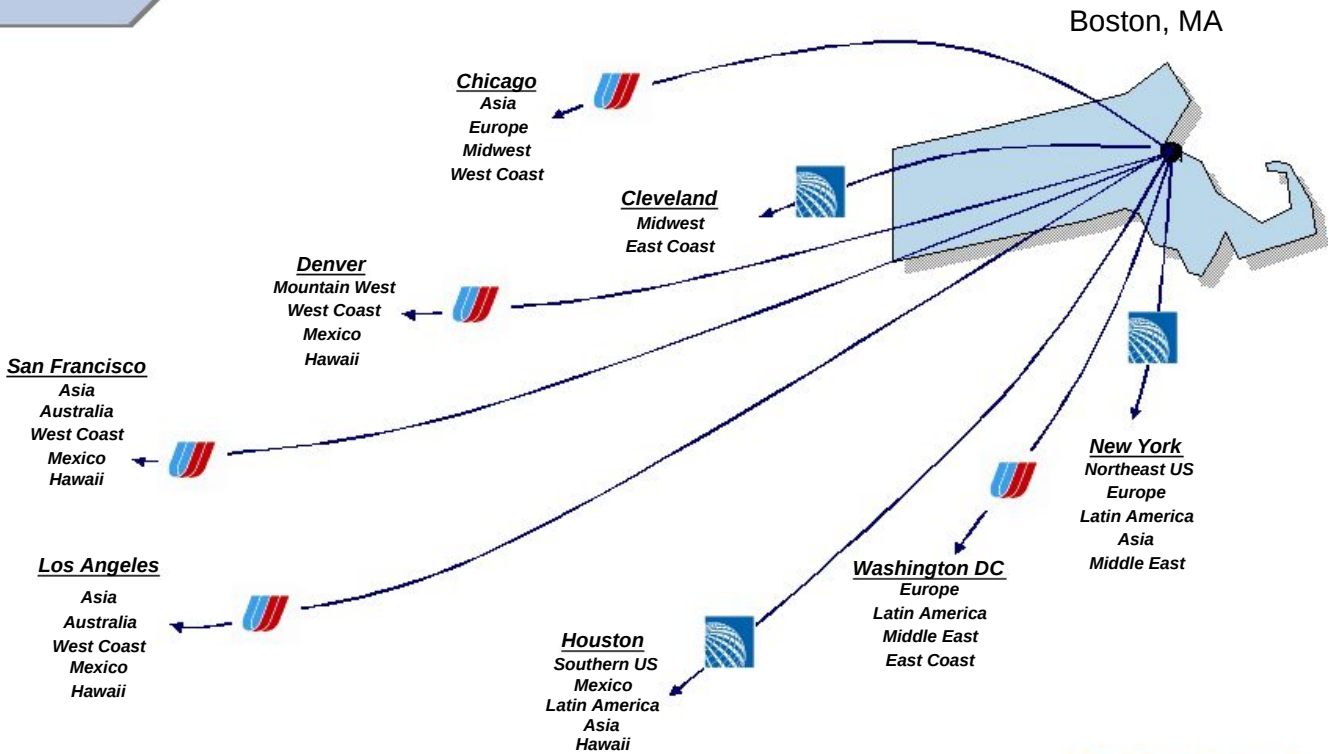 Boston, MA
Chicago
Asia
Europe
Midwest
West Coast
Cleveland
Midwest
East Coast
Denver
Mountain West
West Coast
Mexico
Hawaii
San Francisco
Asia
Australia
West Coast
Mexico
Hawaii
Los Angeles
Asia
Australia
West Coast
Mexico
Hawaii
Houston
Southern US
Mexico
Latin America
Asia
Hawaii
Washington DC
Europe
Latin America
Middle East
East Coast
New York
Northeast US
Europe
Latin America
Asia
Middle East